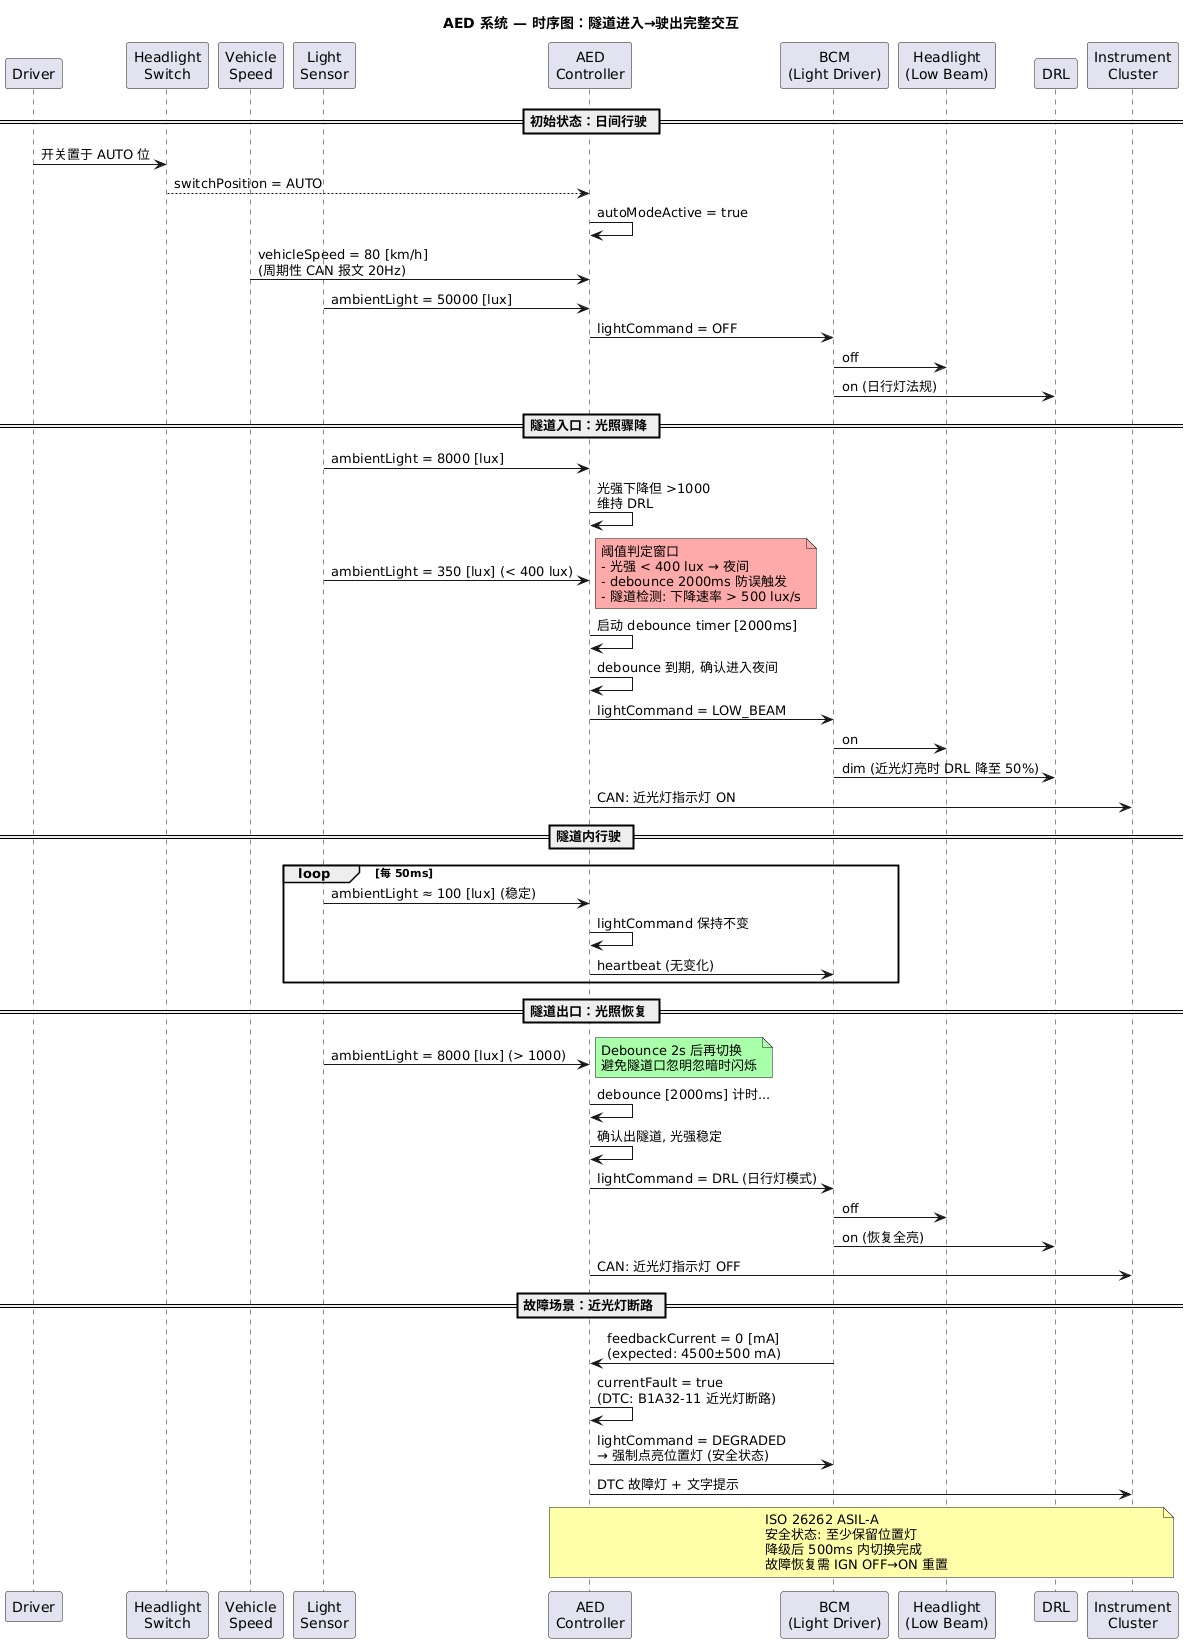 AED 系统 — 时序图：隧道进入→驶出完整交互
Driver
Headlight
Switch
Vehicle
Speed
Light
Sensor
AED
Controller
BCM
(Light Driver)
Headlight
(Low Beam)
DRL
Instrument
Cluster
初始状态：日间行驶
开关置于 AUTO 位
switchPosition = AUTO
autoModeActive = true
vehicleSpeed = 80 [km/h]
(周期性 CAN 报文 20Hz)
ambientLight = 50000 [lux]
lightCommand = OFF
off
on (日行灯法规)
隧道入口：光照骤降
ambientLight = 8000 [lux]
光强下降但 >1000
维持 DRL
ambientLight = 350 [lux] (< 400 lux)
阈值判定窗口
- 光强 < 400 lux → 夜间
- debounce 2000ms 防误触发
- 隧道检测: 下降速率 > 500 lux/s
启动 debounce timer [2000ms]
debounce 到期, 确认进入夜间
lightCommand = LOW_BEAM
on
dim (近光灯亮时 DRL 降至 50%)
CAN: 近光灯指示灯 ON
隧道内行驶
loop [每 50ms]
ambientLight ≈ 100 [lux] (稳定)
lightCommand 保持不变
heartbeat (无变化)
隧道出口：光照恢复
ambientLight = 8000 [lux] (> 1000)
Debounce 2s 后再切换
避免隧道口忽明忽暗时闪烁
debounce [2000ms] 计时...
确认出隧道, 光强稳定
lightCommand = DRL (日行灯模式)
off
on (恢复全亮)
CAN: 近光灯指示灯 OFF
故障场景：近光灯断路
feedbackCurrent = 0 [mA]
(expected: 4500±500 mA)
currentFault = true
(DTC: B1A32-11 近光灯断路)
lightCommand = DEGRADED
→ 强制点亮位置灯 (安全状态)
DTC 故障灯 + 文字提示
ISO 26262 ASIL-A
安全状态: 至少保留位置灯
降级后 500ms 内切换完成
故障恢复需 IGN OFF→ON 重置
Driver
Headlight
Switch
Vehicle
Speed
Light
Sensor
AED
Controller
BCM
(Light Driver)
Headlight
(Low Beam)
DRL
Instrument
Cluster